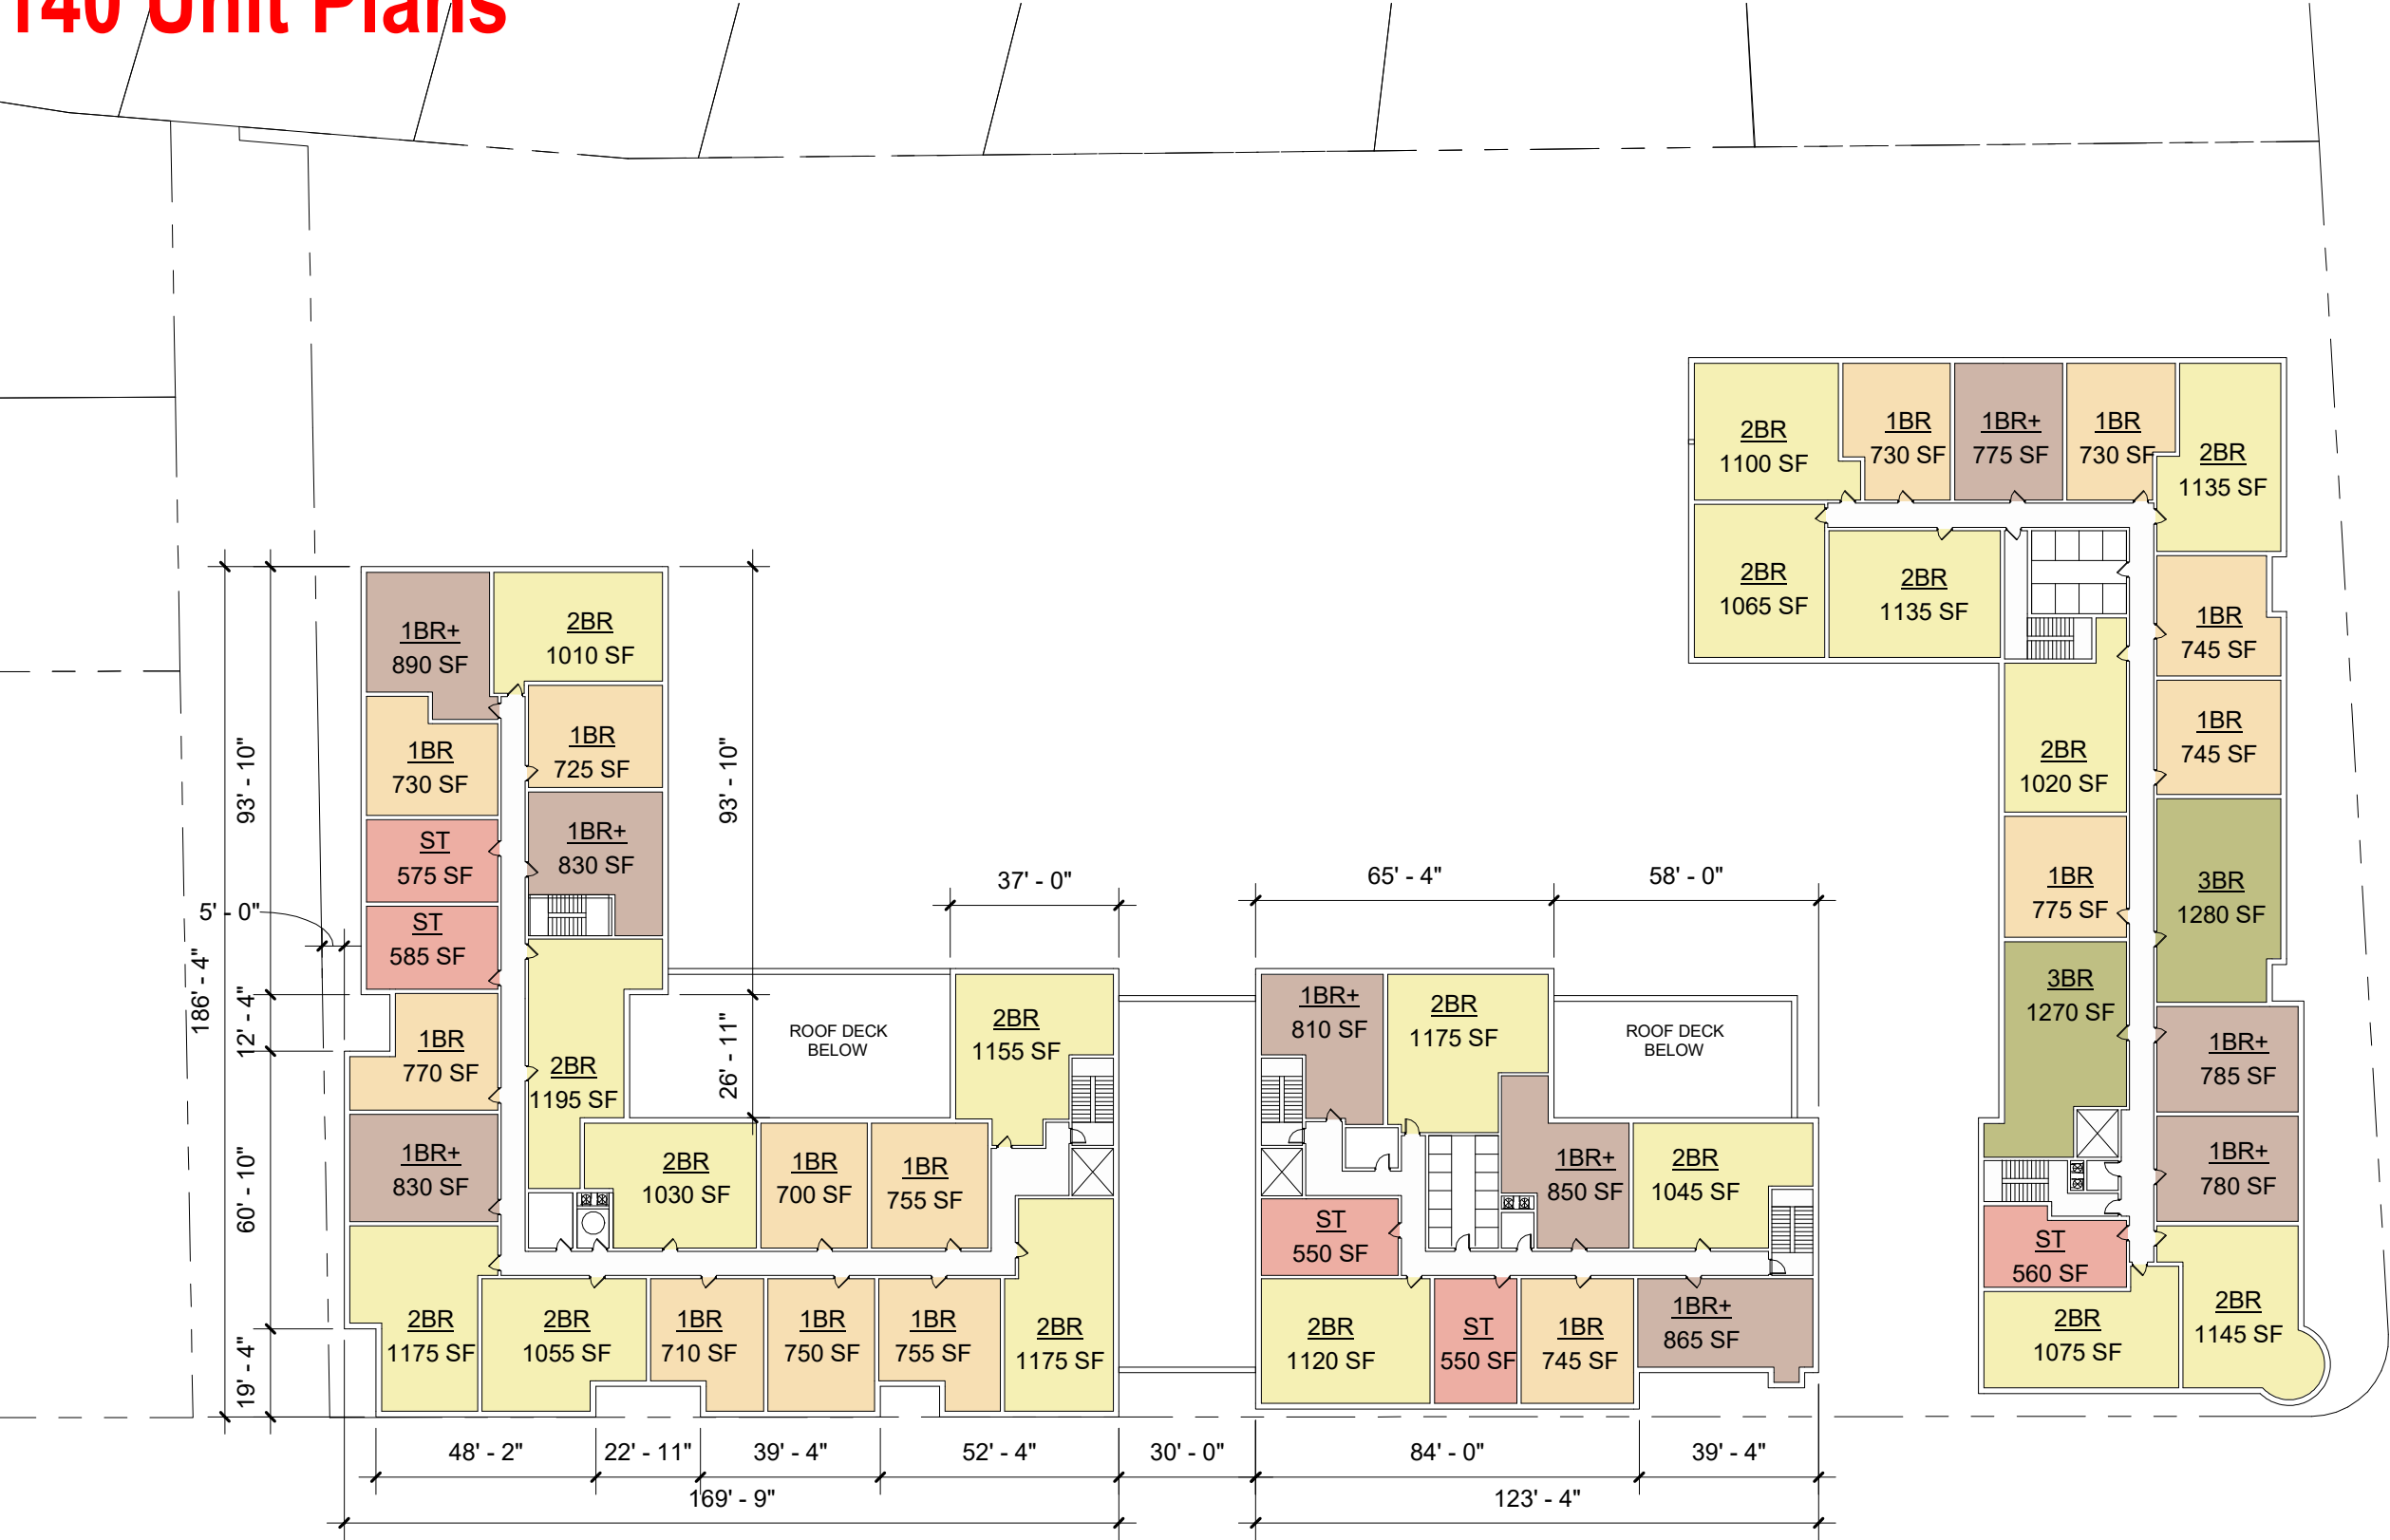 140 Unit Plans
2BR
1100 SF
1BR
730 SF
1BR+
775 SF
1BR
730 SF
2BR
1135 SF
2BR
1065 SF
2BR
1135 SF
1BR
745 SF
1BR
745 SF
2BR
1020 SF
1BR
775 SF
3BR
1280 SF
3BR
1270 SF
1BR+
785 SF
1BR+
780 SF
ST
560 SF
2BR
1075 SF
2BR
1145 SF
1BR+
890 SF
2BR
1010 SF
1BR
730 SF
1BR
725 SF
ST
575 SF
1BR+
830 SF
ST
585 SF
1BR
770 SF
2BR
1195 SF
1BR+
830 SF
2BR
1030 SF
1BR
700 SF
1BR
755 SF
2BR
1155 SF
ROOF DECK
BELOW
2BR
1175 SF
2BR
1055 SF
1BR
710 SF
1BR
750 SF
1BR
755 SF
2BR
1175 SF
1BR+
810 SF
2BR
1175 SF
ROOF DECK
BELOW
1BR+
850 SF
2BR
1045 SF
ST
550 SF
2BR
1120 SF
ST
550 SF
1BR
745 SF
1BR+
865 SF
93' - 10"
93' - 10"
5' - 0"
186' - 4"
12' - 4"
26' - 11"
60' - 10"
19' - 4"
37' - 0"
65' - 4"
58' - 0"
48' - 2"
22' - 11"
39' - 4"
52' - 4"
30' - 0"
84' - 0"
39' - 4"
169' - 9"
123' - 4"